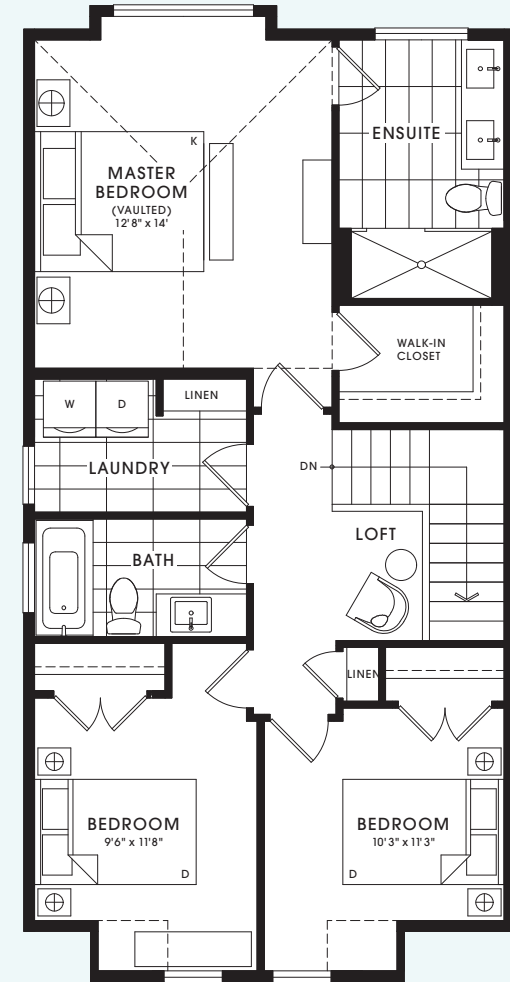 K
ENSUITE
MASTER
BEDROOM
(VAULTED)
12'8" x 14'
WALK-IN
CLOSET
W
D
LINEN
LAUNDRY
DN
LOFT
BATH
LINEN
BEDROOM
9'6" x 11'8"
D
BEDROOM
10'3" x 11'3"
D